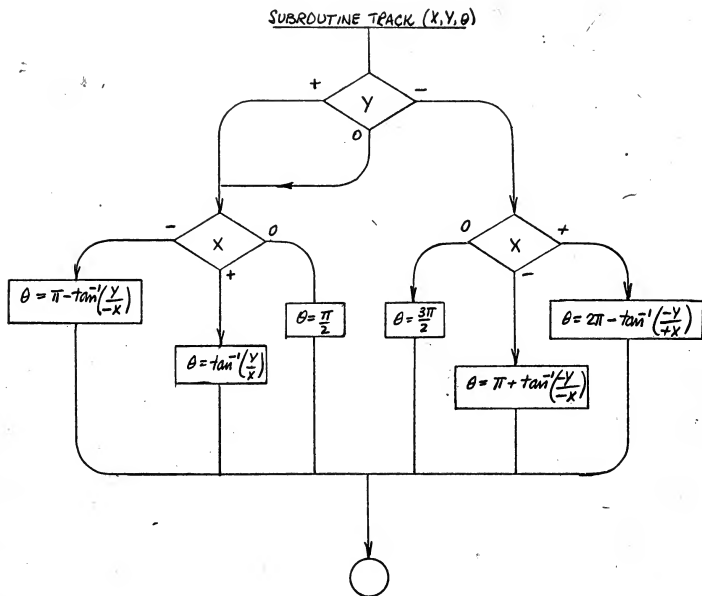 SUBROUTINE TRACK (X,Y,θ)
+
Y
-
0
-
X
0
+
0
X
+
-
θ = π - tan⁻¹(Y/-X)
θ = π/2
θ = 3π/2
θ = 2π - tan⁻¹(-Y/+X)
θ = tan⁻¹(Y/X)
θ = π + tan⁻¹(-Y/-X)